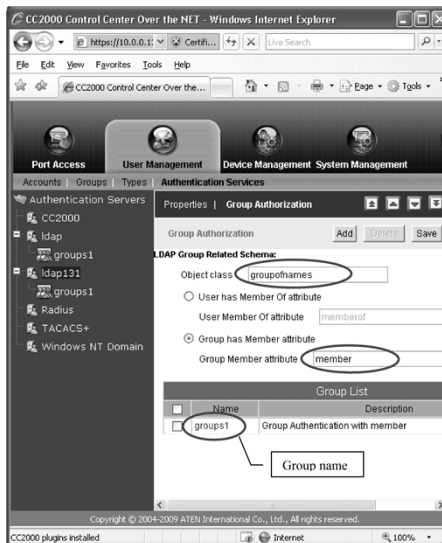 CC2000 Control Center Over the NET - Windows Internet Explorer
https://10.0.0.1 Certifi... Live Search
File Edit View Favorites Tools Help
CC2000 Control Center Over the... Page Tools
Port Access User Management Device Management System Management
Accounts | Groups | Types | Authentication Services
Authentication Servers
CC2000
ldap
groups1
ldap131
groups1
Radius
TACACS+
Windows NT Domain
Properties | Group Authorization
Group Authorization Add Delete Save
LDAP Group Related Schema:
Object class groupofnames
User has Member Of attribute
User Member Of attribute memberof
Group has Member attribute
Group Member attribute member
Group List
Name Description
groups1 Group Authentication with member
Group name
Copyright © 2004-2009 ATEN International Co., Ltd., All rights reserved.
CC2000 plugins installed Internet 100%